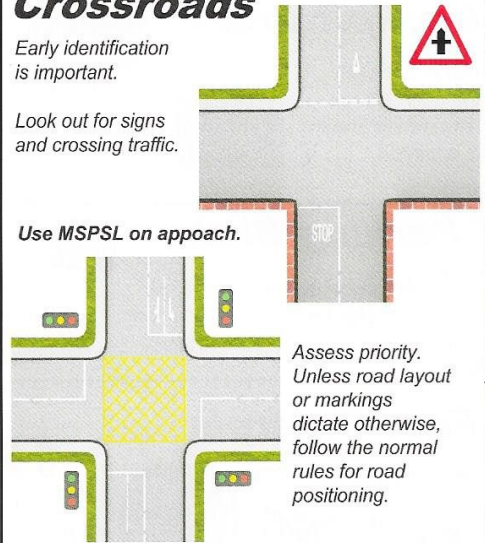 Crossroads
Early identification
is important.
Look out for signs
and crossing traffic.
STOP
Use MSPSL on appoach.
Assess priority.
Unless road layout
or markings
dictate otherwise,
follow the normal
rules for road
positioning.